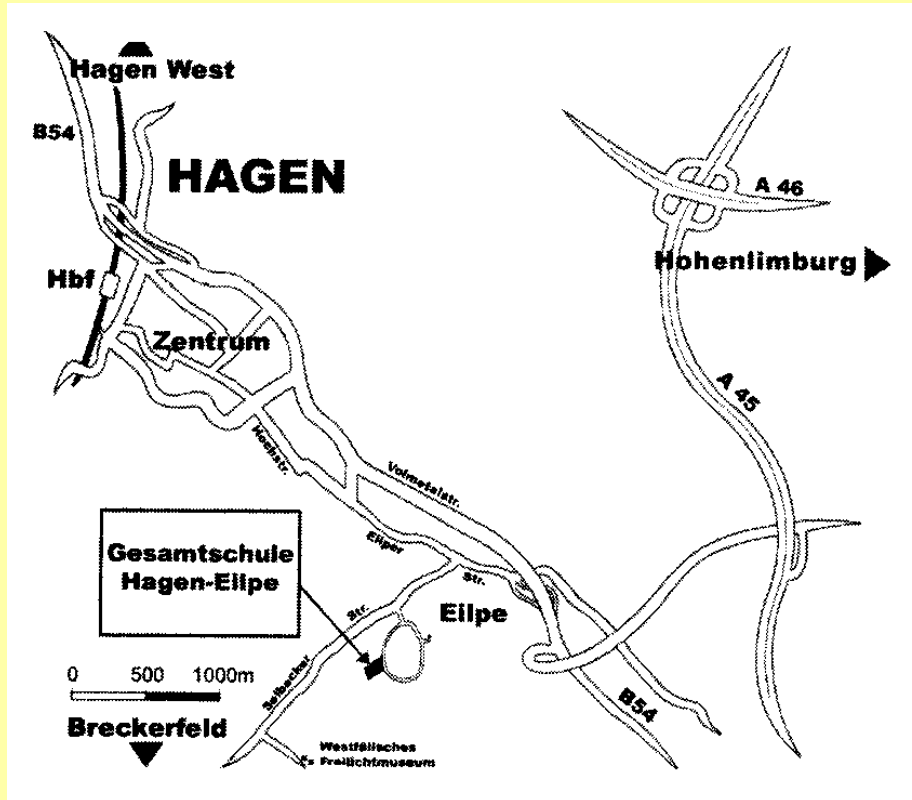 Hagen West
B54
HAGEN
A 46
Hohenlimburg
Hbf
Zentrum
A 45
Hochstr.
Volmetalstr.
Eilper
Str.
Gesamtschule
Hagen-Eilpe
Eilpe
Selbecker
Str.
0 500 1000m
B54
Breckerfeld
Westfälisches
Freilichtmuseum